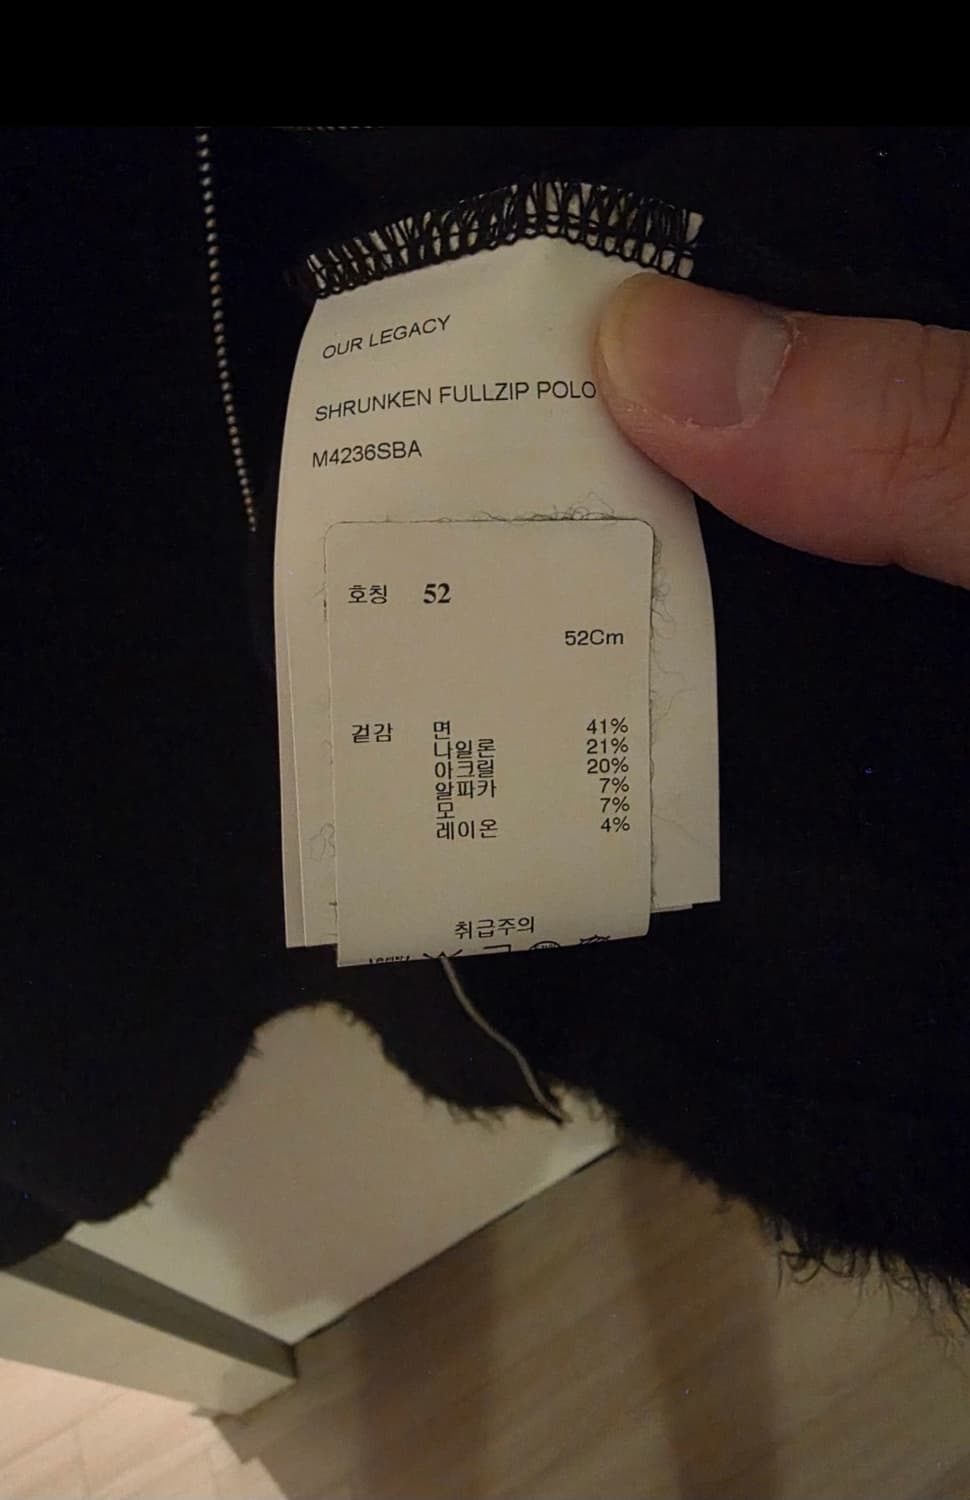 OUR LEGACY
SHRUNKEN FULLZIP POLO
M4236SBA
호칭 52
52Cm
겉감 면 41%
나일론 21%
아크릴 20%
알파카 7%
모 7%
레이온 4%
취급주의